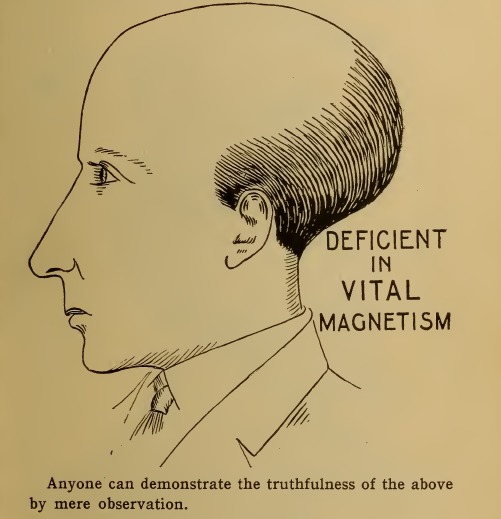 DEFICIENT
IN
VITAL
MAGNETISM
Anyone can demonstrate the truthfulness of the above
by mere observation.